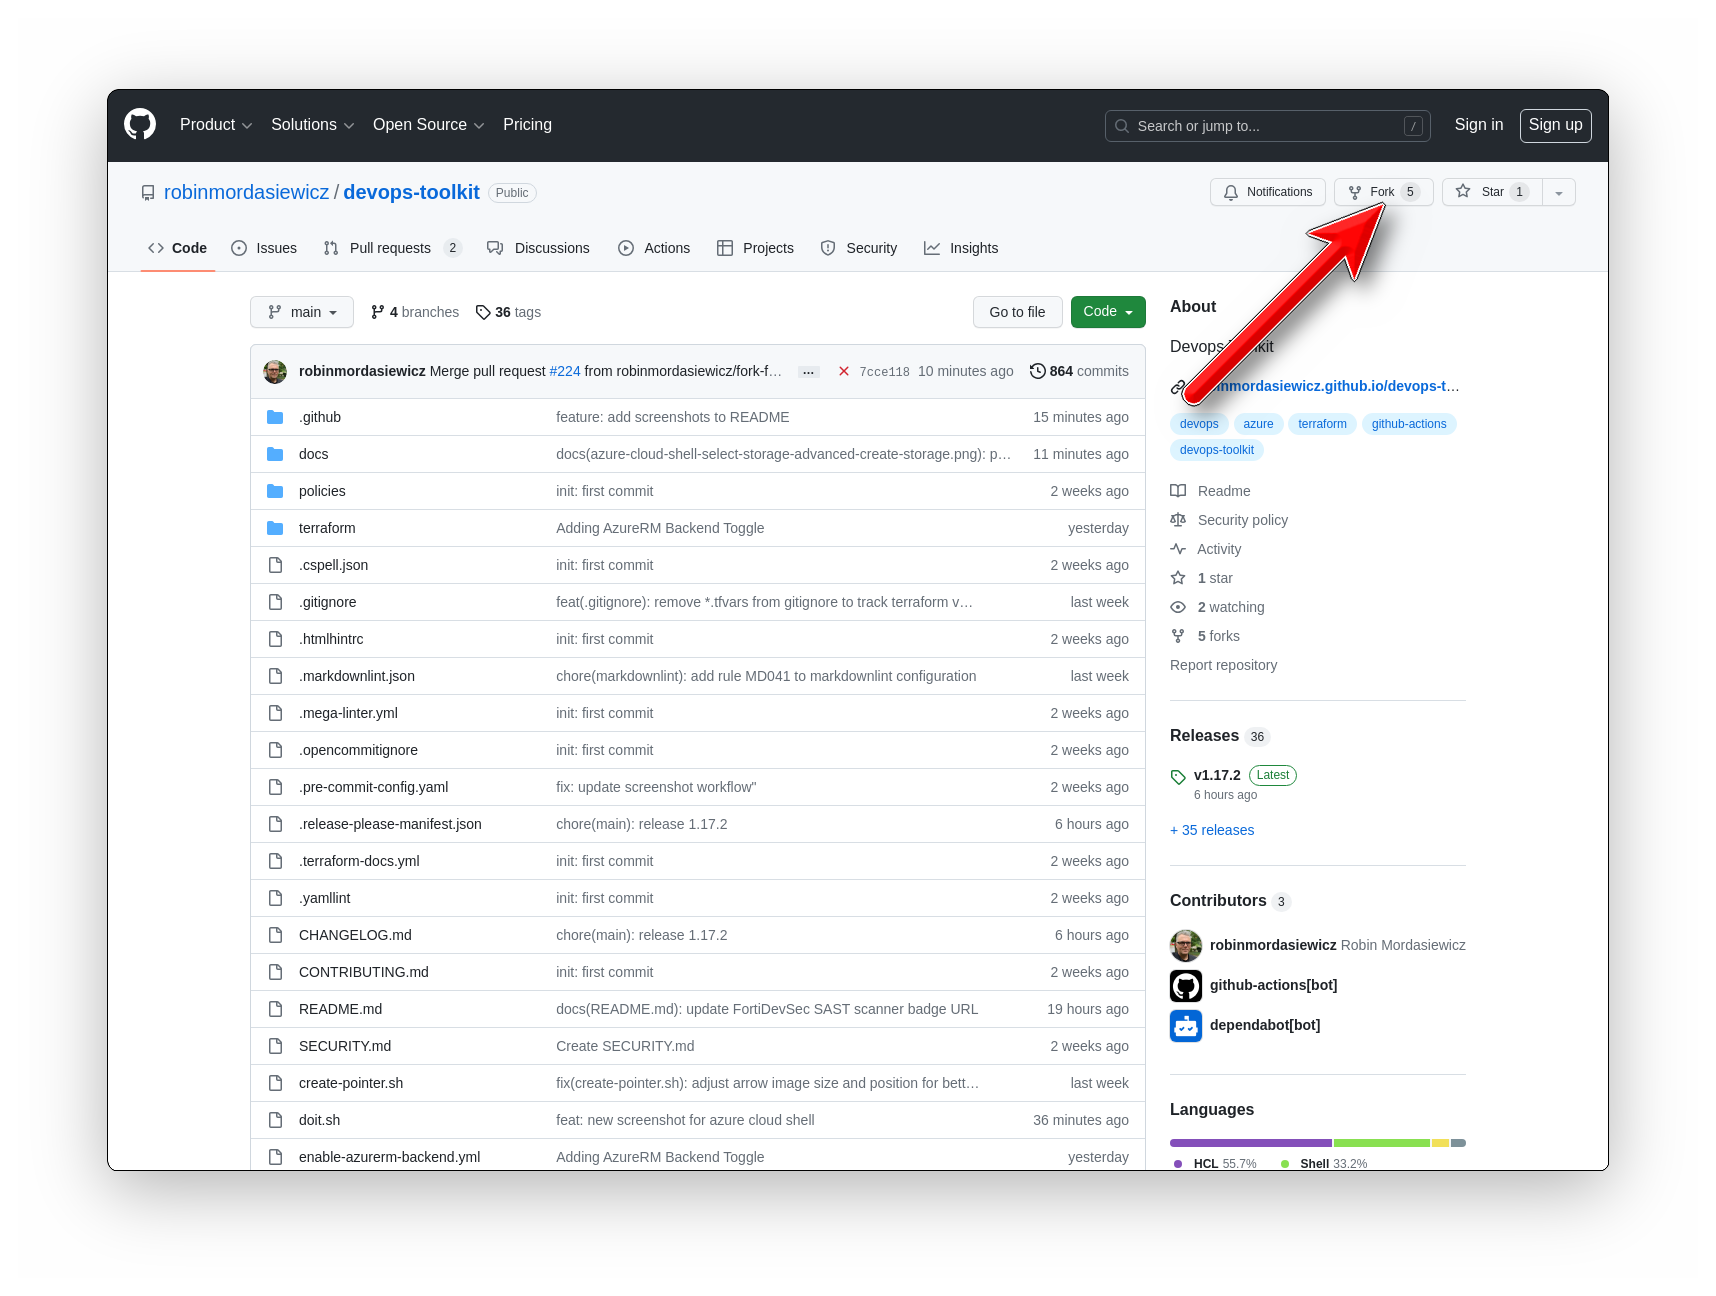 Product Solutions Open Source Pricing Search or jump to... / Sign in Sign up
robinmordasiewicz / devops-toolkit Public Notifications Fork 5 Star 1
Code Issues Pull requests 2 Discussions Actions Projects Security Insights
main 4 branches 36 tags Go to file Code
robinmordasiewicz Merge pull request #224 from robinmordasiewicz/fork-f… ... 7cce118 10 minutes ago 864 commits
.github feature: add screenshots to README 15 minutes ago
docs docs(azure-cloud-shell-select-storage-advanced-create-storage.png): p… 11 minutes ago
policies init: first commit 2 weeks ago
terraform Adding AzureRM Backend Toggle yesterday
.cspell.json init: first commit 2 weeks ago
.gitignore feat(.gitignore): remove *.tfvars from gitignore to track terraform v… last week
.htmlhintrc init: first commit 2 weeks ago
.markdownlint.json chore(markdownlint): add rule MD041 to markdownlint configuration last week
.mega-linter.yml init: first commit 2 weeks ago
.opencommitignore init: first commit 2 weeks ago
.pre-commit-config.yaml fix: update screenshot workflow" 2 weeks ago
.release-please-manifest.json chore(main): release 1.17.2 6 hours ago
.terraform-docs.yml init: first commit 2 weeks ago
.yamllint init: first commit 2 weeks ago
CHANGELOG.md chore(main): release 1.17.2 6 hours ago
CONTRIBUTING.md init: first commit 2 weeks ago
README.md docs(README.md): update FortiDevSec SAST scanner badge URL 19 hours ago
SECURITY.md Create SECURITY.md 2 weeks ago
create-pointer.sh fix(create-pointer.sh): adjust arrow image size and position for bett… last week
doit.sh feat: new screenshot for azure cloud shell 36 minutes ago
enable-azurerm-backend.yml Adding AzureRM Backend Toggle yesterday
About
Devops
nmordasiewicz.github.io/devops-t…
devops azure terraform github-actions
devops-toolkit
Readme
Security policy
Activity
1 star
2 watching
5 forks
Report repository
Releases 36
v1.17.2 Latest
6 hours ago
+ 35 releases
Contributors 3
robinmordasiewicz Robin Mordasiewicz
github-actions[bot]
dependabot[bot]
Languages
HCL 55.7% Shell 33.2%